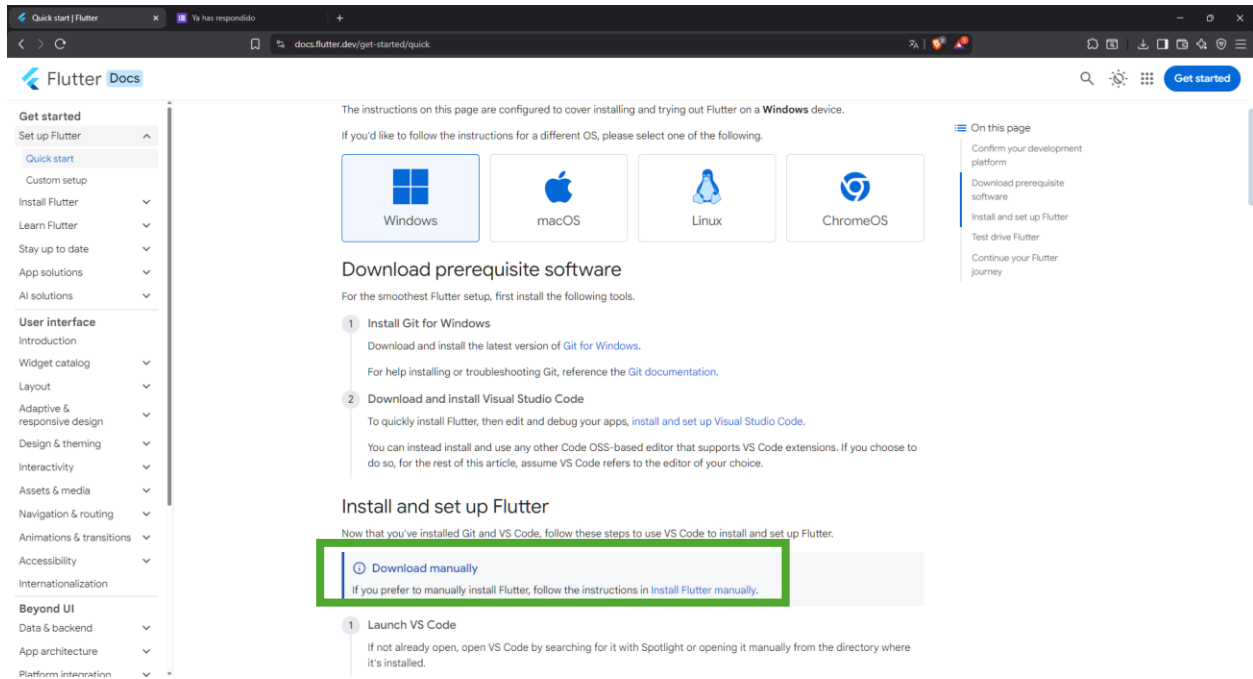 Quick start | Flutter
Ya has respondido
docs.flutter.dev/get-started/quick
Flutter Docs
Get started
Get started
Set up Flutter
Quick start
Custom setup
Install Flutter
Learn Flutter
Stay up to date
App solutions
AI solutions
User interface
Introduction
Widget catalog
Layout
Adaptive &
responsive design
Design & theming
Interactivity
Assets & media
Navigation & routing
Animations & transitions
Accessibility
Internationalization
Beyond UI
Data & backend
App architecture
Platform integration
The instructions on this page are configured to cover installing and trying out Flutter on a Windows device.
If you'd like to follow the instructions for a different OS, please select one of the following.
Windows
macOS
Linux
ChromeOS
Download prerequisite software
For the smoothest Flutter setup, first install the following tools.
1 Install Git for Windows
Download and install the latest version of Git for Windows.
For help installing or troubleshooting Git, reference the Git documentation.
2 Download and install Visual Studio Code
To quickly install Flutter, then edit and debug your apps, install and set up Visual Studio Code.
You can instead install and use any other Code OSS-based editor that supports VS Code extensions. If you choose to
do so, for the rest of this article, assume VS Code refers to the editor of your choice.
Install and set up Flutter
Now that you've installed Git and VS Code, follow these steps to use VS Code to install and set up Flutter.
Download manually
If you prefer to manually install Flutter, follow the instructions in Install Flutter manually.
1 Launch VS Code
If not already open, open VS Code by searching for it with Spotlight or opening it manually from the directory where
it's installed.
On this page
Confirm your development
platform
Download prerequisite
software
Install and set up Flutter
Test drive Flutter
Continue your Flutter
journey